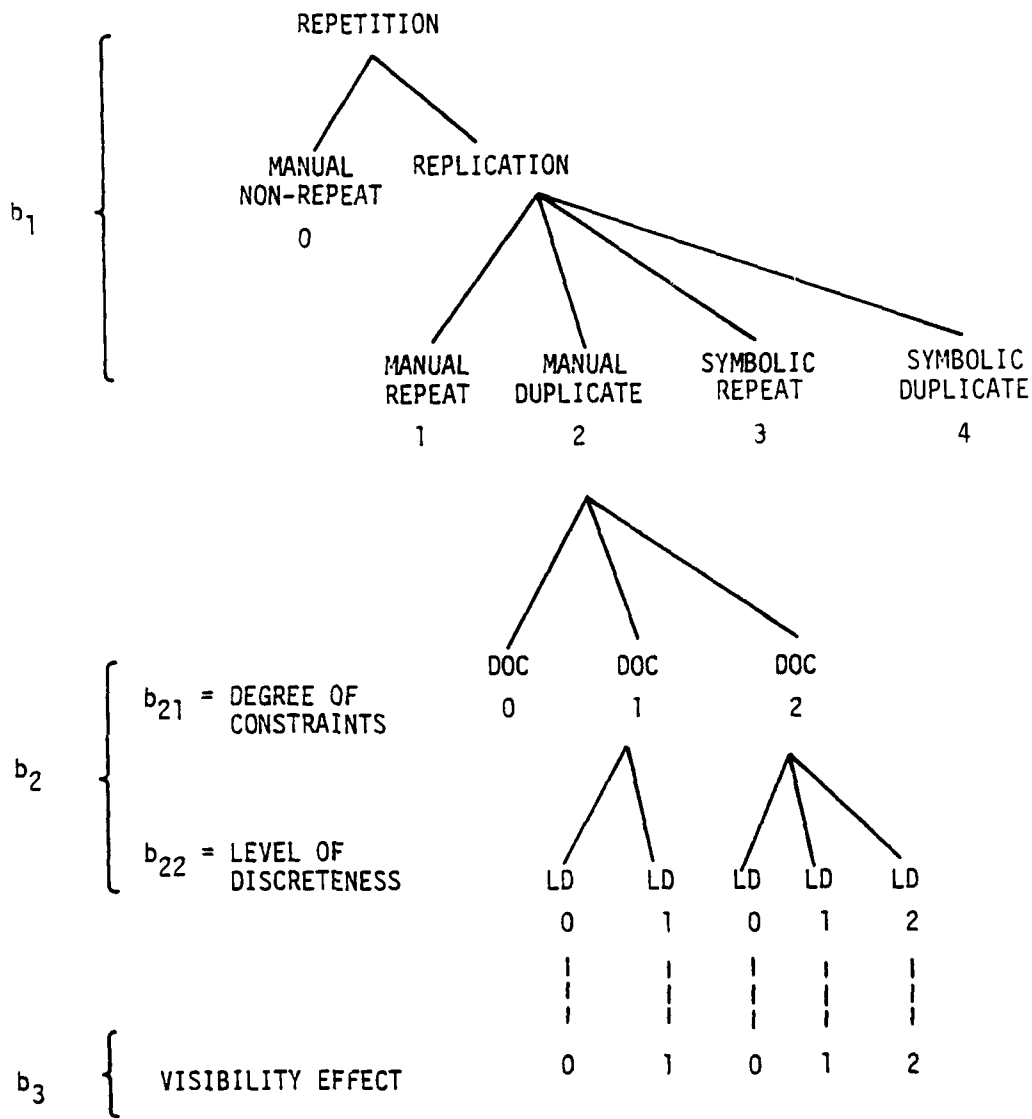 REPETITION
MANUAL
NON-REPEAT
0
REPLICATION
b1
MANUAL
REPEAT
1
MANUAL
DUPLICATE
2
SYMBOLIC
REPEAT
3
SYMBOLIC
DUPLICATE
4
DOC DOC DOC
0 1 2
b21 = DEGREE OF
CONSTRAINTS
b2
b22 = LEVEL OF
DISCRETENESS
LD LD LD LD LD
0 1 0 1 2
b3
VISIBILITY EFFECT
0 1 0 1 2